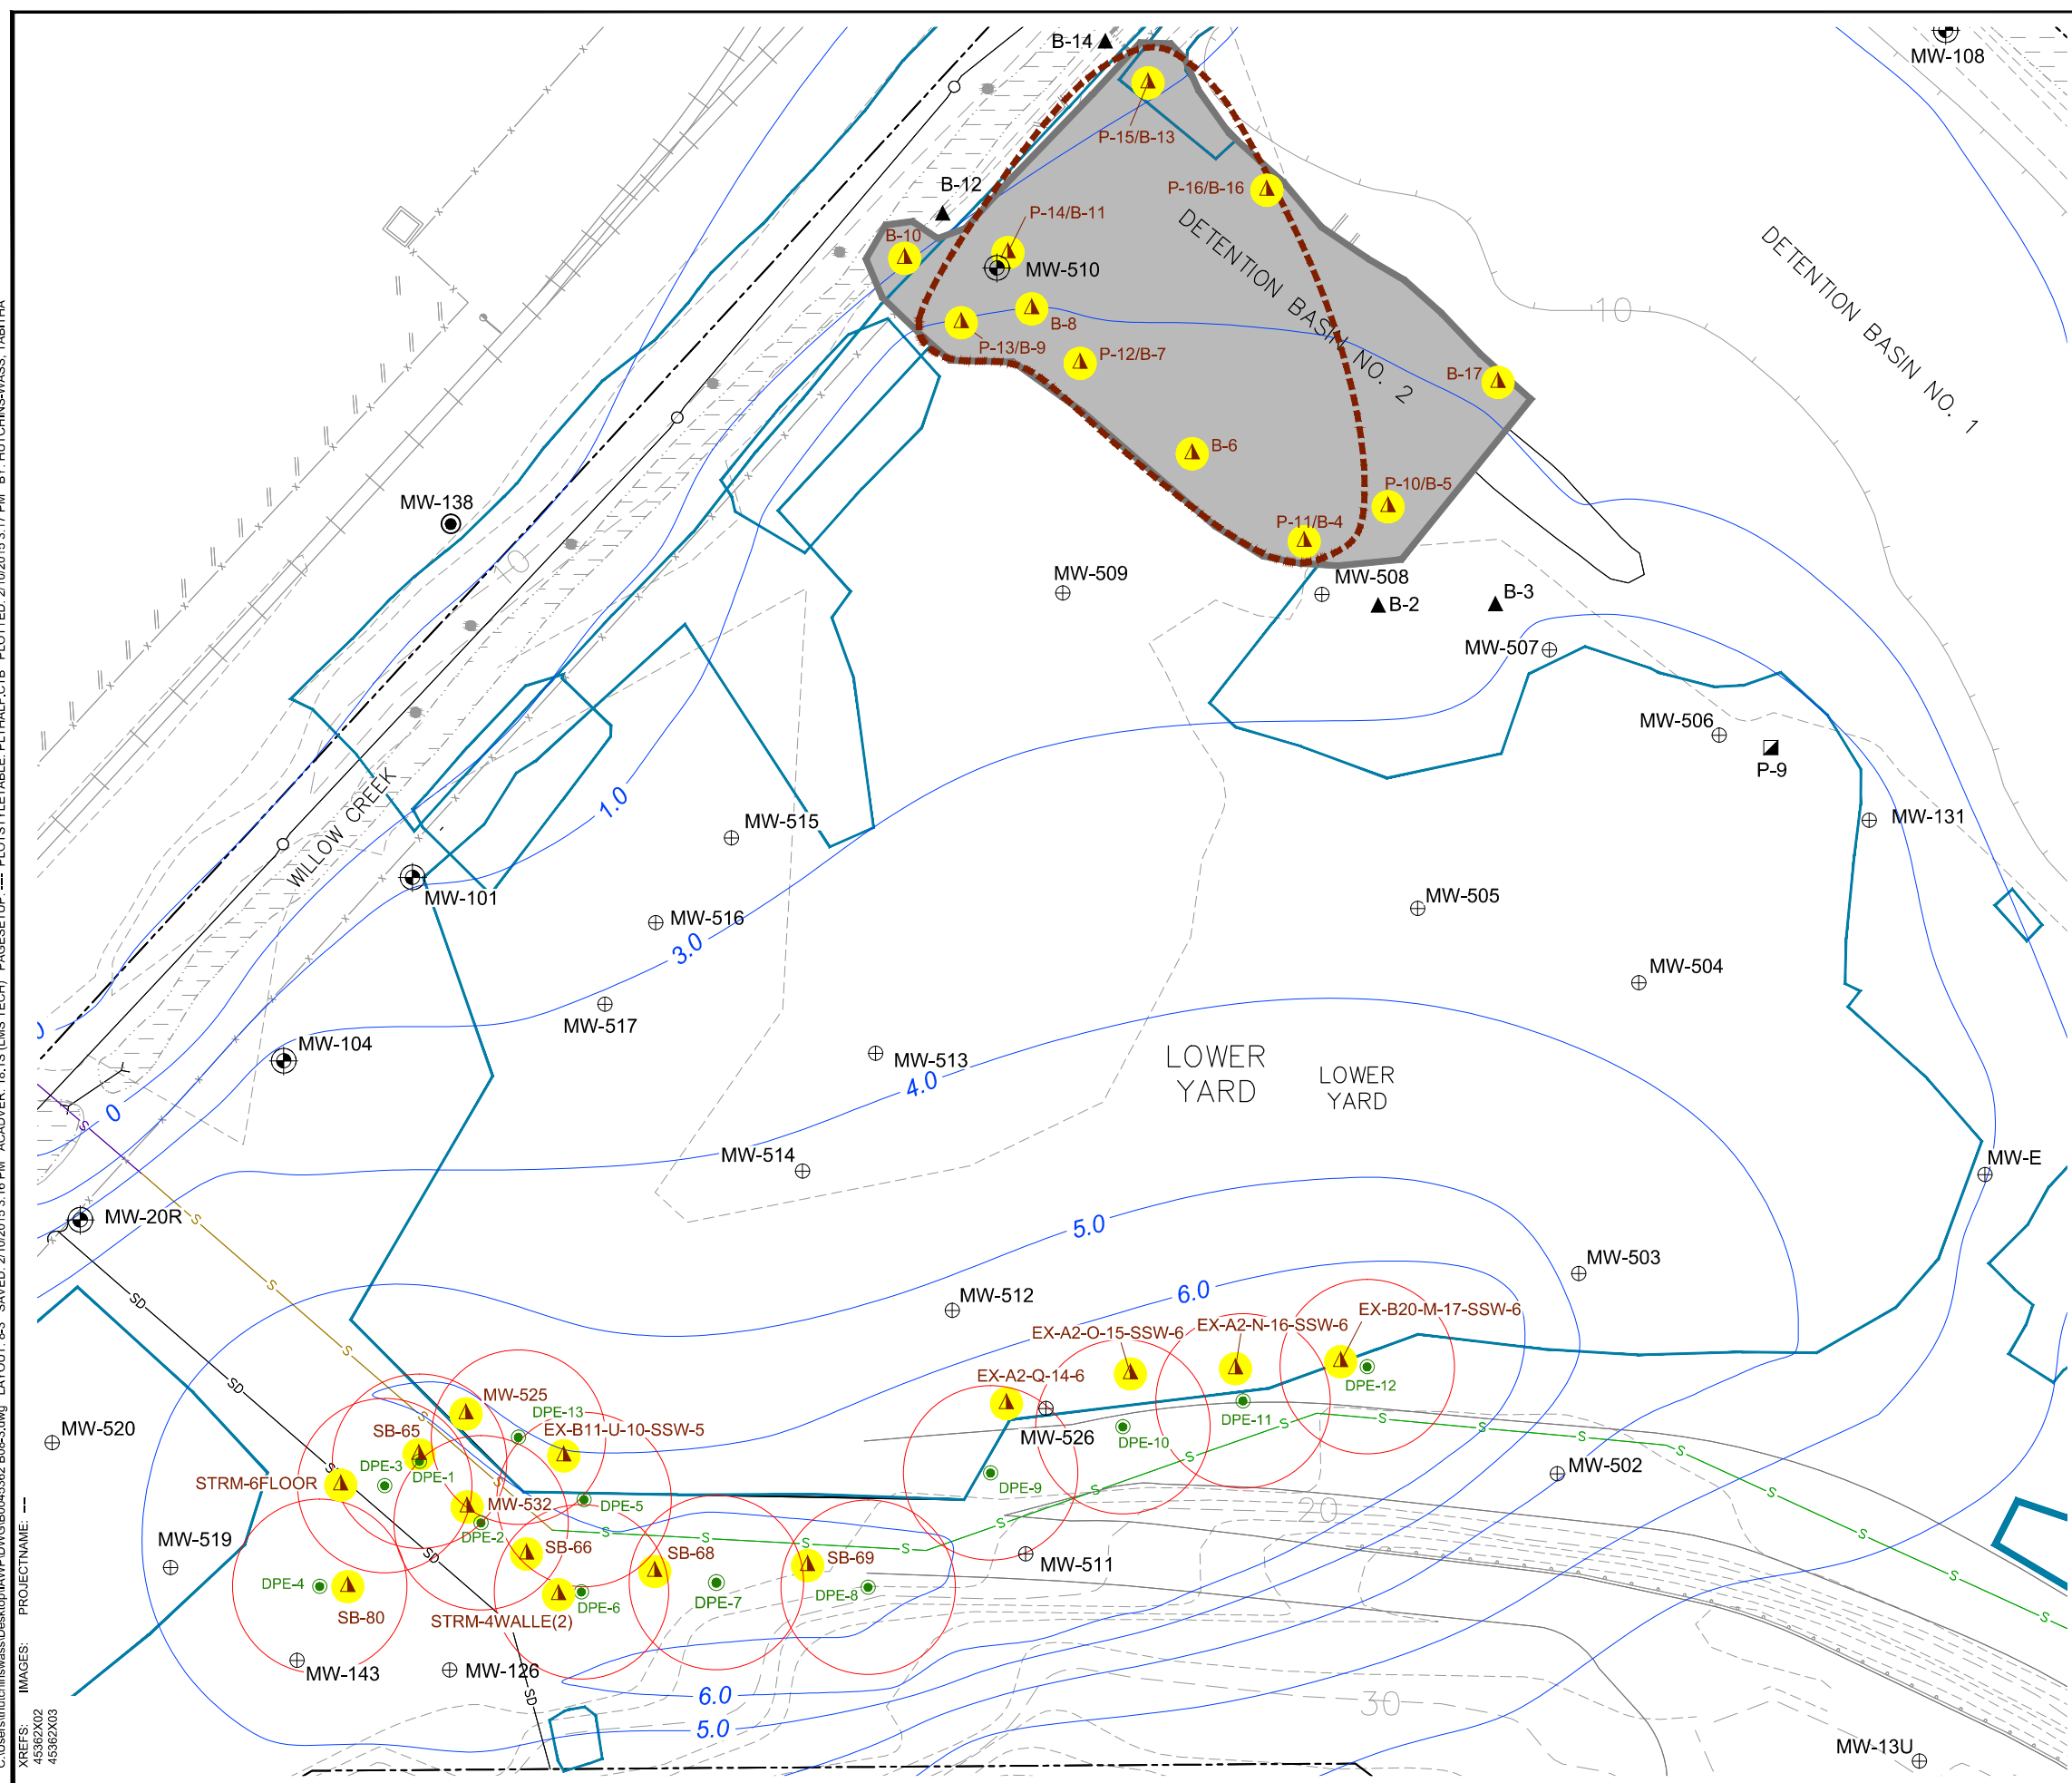 B-14
MW-108
P-15/B-13
B-12
P-16/B-16
P-14/B-11
B-10
MW-510
DETENTION BASIN NO. 2
DETENTION BASIN NO. 1
10
B-8
P-13/B-9
P-12/B-7
B-17
B-6
P-10/B-5
P-11/B-4
MW-138
10
MW-509
MW-508
B-2
B-3
MW-507
MW-506
P-9
MW-131
WILLOW CREEK
1.0
MW-515
MW-101
MW-516
3.0
MW-505
MW-504
MW-517
MW-104
MW-513
4.0
LOWER
YARD
LOWER
YARD
0
S
MW-514
MW-E
MW-20R
S
5.0
S
SD
MW-503
MW-512
6.0
EX-B20-M-17-SSW-6
EX-A2-N-16-SSW-6
EX-A2-O-15-SSW-6
S
SD
EX-A2-Q-14-6
DPE-12
DPE-11
MW-525
DPE-13
S
SB-65
EX-B11-U-10-SSW-5
MW-520
MW-526
DPE-10
S
S
S
S
S
DPE-3
DPE-1
STRM-6FLOOR
DPE-9
MW-502
S
S
S
MW-532
DPE-5
DPE-2
20
S
S
S
S
S
MW-519
SD
SB-66
SB-68
SB-69
MW-511
S
DPE-4
SB-80
DPE-6
DPE-7
DPE-8
STRM-4WALLE(2)
S
MW-143
MW-126
SD
6.0
5.0
30
MW-13U
XREFS:
45362X02
45362X03
IMAGES:
PROJECTNAME: ---